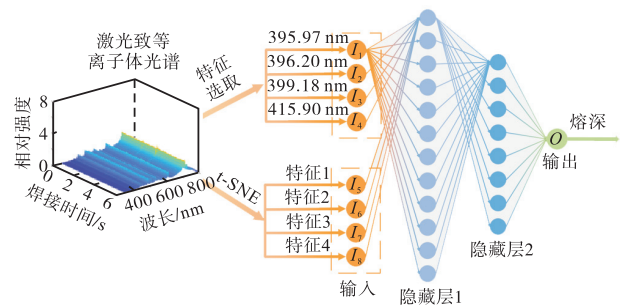 激光致等
离子体光谱
相对强度
8
4
0
0
2
4
6
焊接时间/s
400
600
800
波长/nm
特征
选取
t-SNE
395.97 nm
396.20 nm
399.18 nm
415.90 nm
I₁
I₂
I₃
I₄
特征1
特征2
特征3
特征4
I₅
I₆
I₇
I₈
输入
隐藏层1
隐藏层2
O
输出
熔深